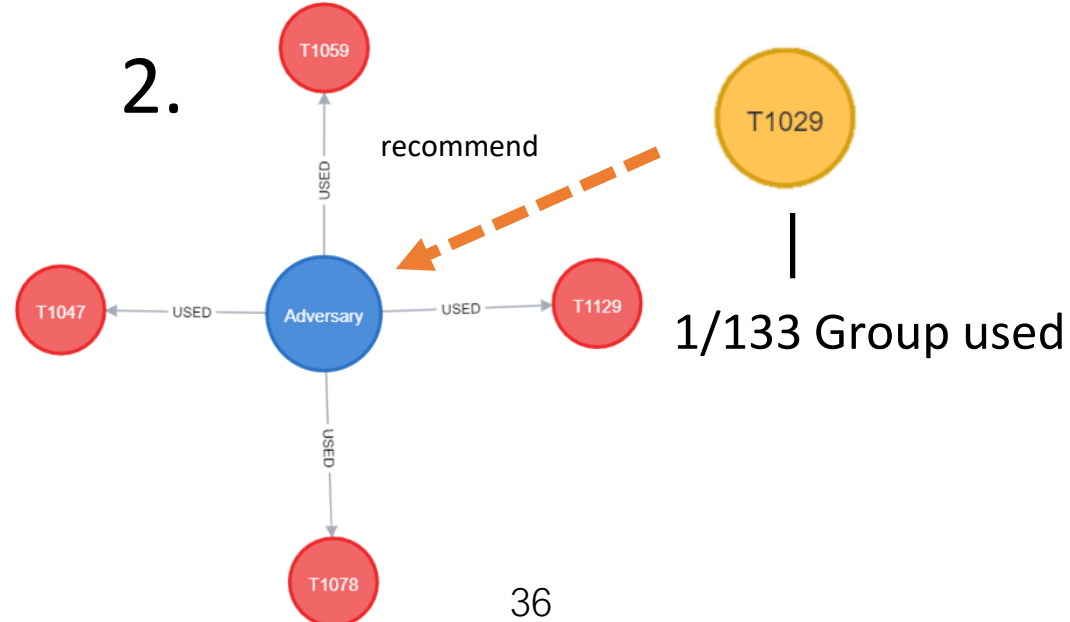 2.
T1059
T1029
recommend
USED
T1047
USED
Adversary
USED
T1129
1/133 Group used
USED
T1078
36